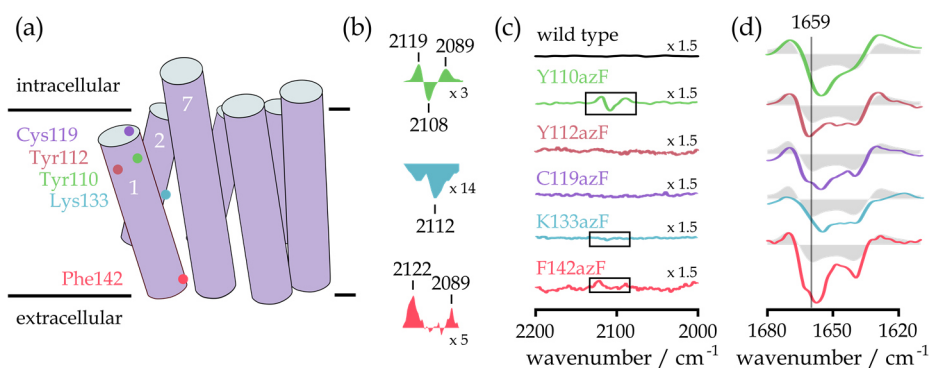 (a)
intracellular
Cys119
Tyr112
Tyr110
Lys133
Phe142
extracellular
7
2
1
(b)
2119 2089
x 3
2108
x 14
2112
2122 2089
x 5
(c)
wild type
x 1.5
Y110azF
x 1.5
Y112azF
x 1.5
C119azF
x 1.5
K133azF
x 1.5
F142azF
x 1.5
2200 2100 2000
wavenumber / cm⁻¹
(d)
1659
1680 1650 1620
wavenumber / cm⁻¹